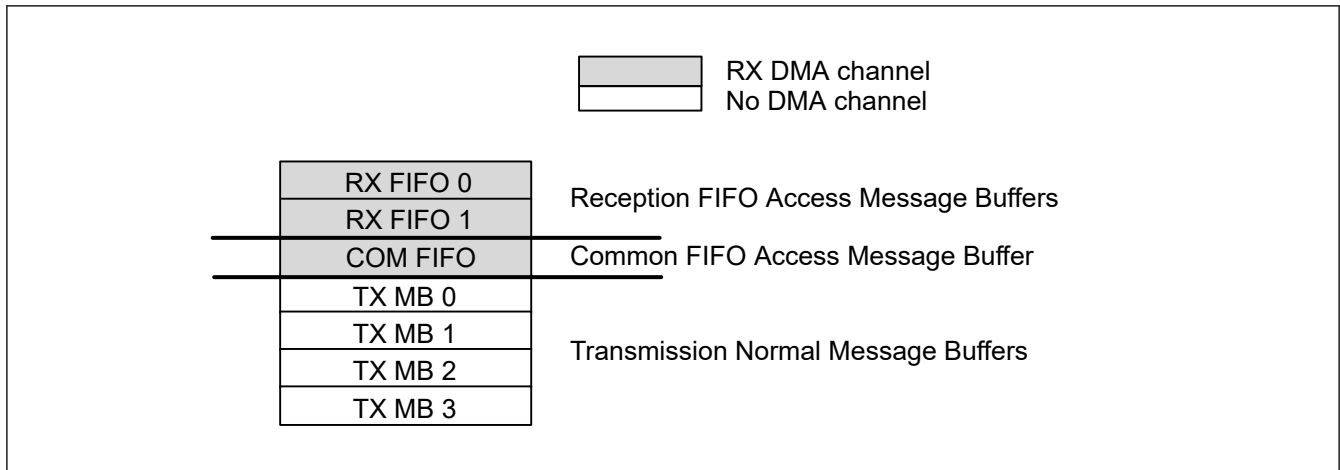 RX DMA channel
No DMA channel
RX FIFO 0
RX FIFO 1
Reception FIFO Access Message Buffers
COM FIFO
Common FIFO Access Message Buffer
TX MB 0
TX MB 1
TX MB 2
TX MB 3
Transmission Normal Message Buffers